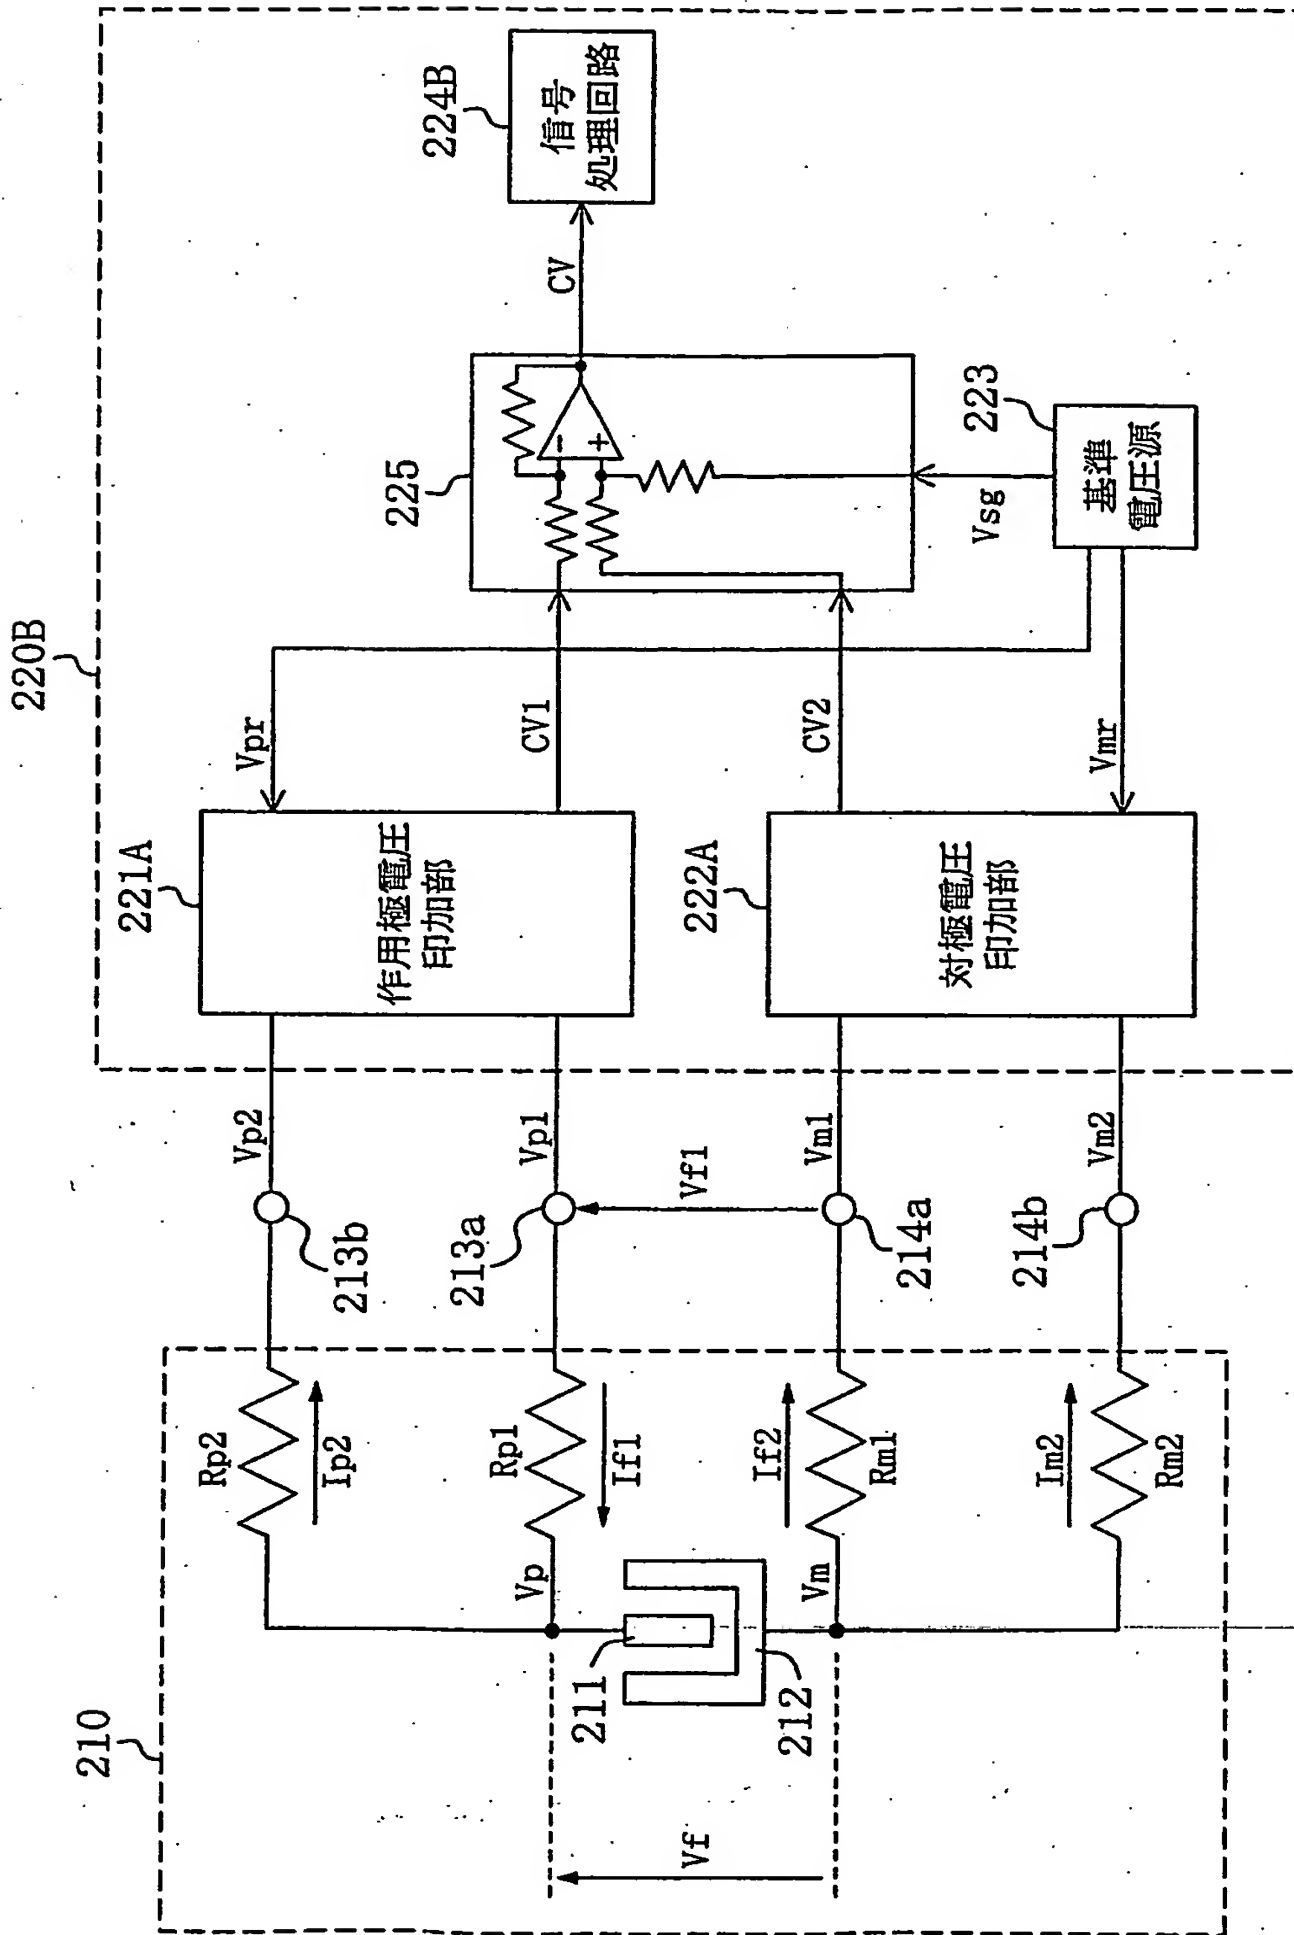 210
220B
Rp2
Ip2
213b
Vp2
221A
作用極電圧
印加部
Vpr
Rp1
If1
213a
Vp1
CV1
225
-
+
CV
224B
信号
処理回路
Vp
211
212
Vf
Vf1
Vm
If2
Rm1
214a
Vm1
222A
対極電圧
印加部
CV2
Vsg
223
基準
電圧源
Im2
Rm2
214b
Vm2
Vmr